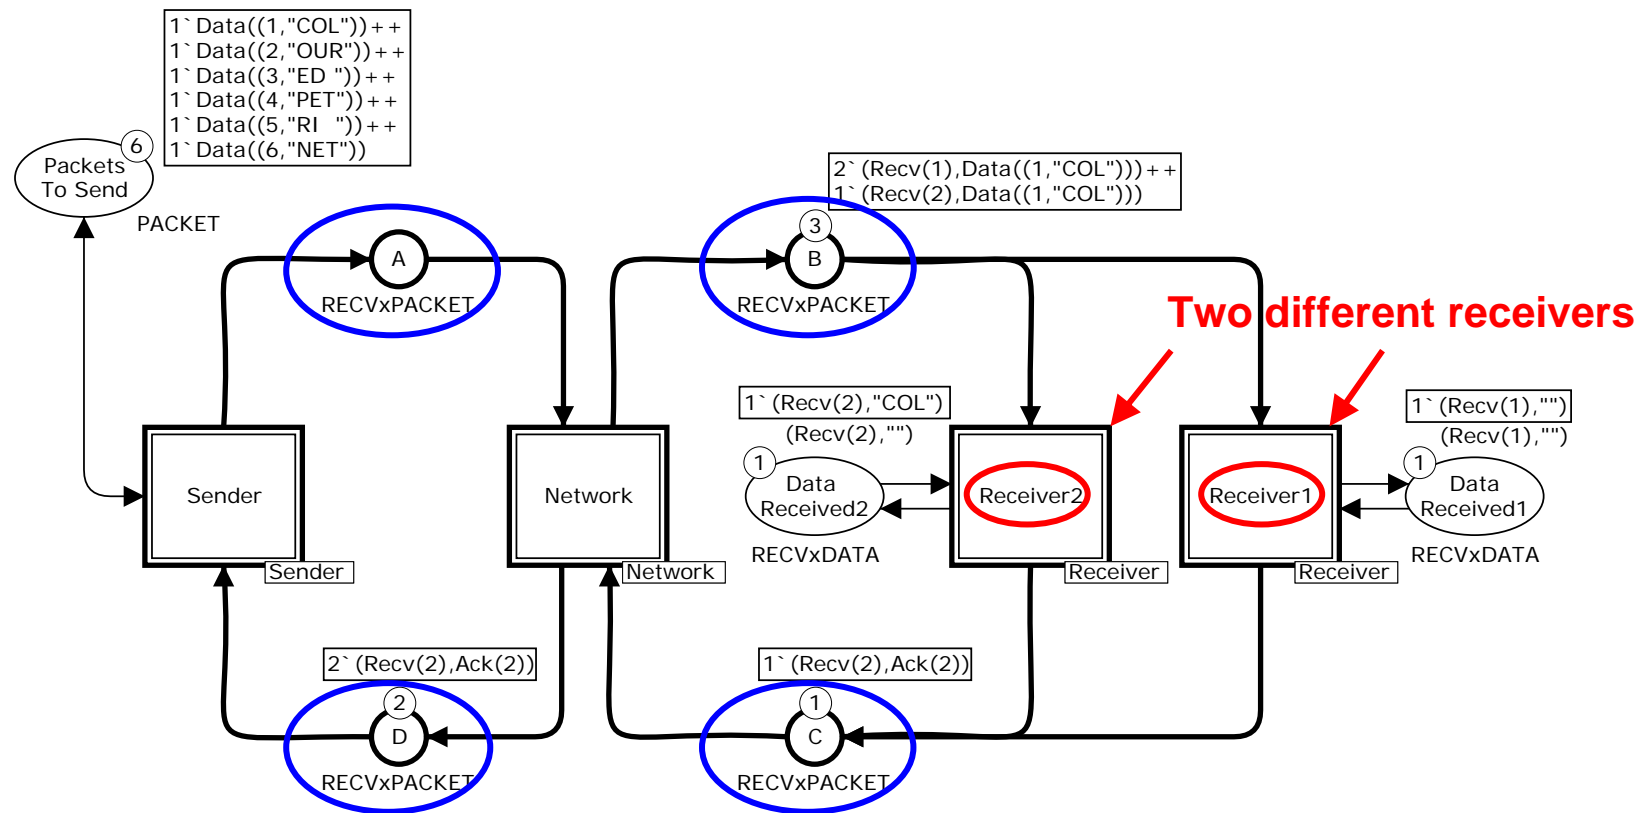 1`Data((1,"COL"))++
1`Data((2,"OUR"))++
1`Data((3,"ED "))++
1`Data((4,"PET"))++
1`Data((5,"RI  "))++
1`Data((6,"NET"))
6
Packets
To Send
PACKET
2`(Recv(1),Data((1,"COL")))++
1`(Recv(2),Data((1,"COL")))
3
A
B
RECVxPACKET
RECVxPACKET
Two different receivers
1`(Recv(2),"COL")
(Recv(2),"")
1`(Recv(1),"")
(Recv(1),"")
1
Data
Received2
RECVxDATA
1
Data
Received1
RECVxDATA
Sender
Network
Receiver2
Receiver1
Sender
Network
Receiver
Receiver
2`(Recv(2),Ack(2))
1`(Recv(2),Ack(2))
2
D
RECVxPACKET
1
C
RECVxPACKET